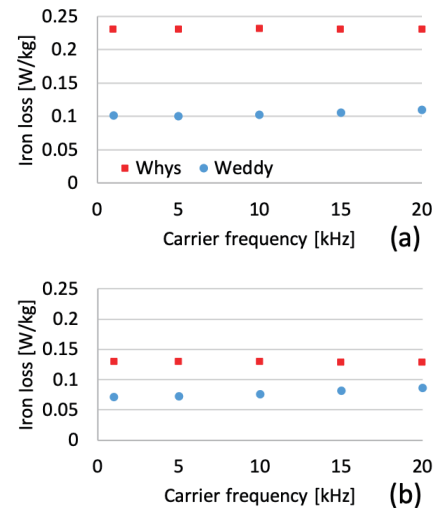 0.25
0.2
0.15
0.1
0.05
0
Iron loss [W/kg]
Whys Weddy
0 5 10 15 20
Carrier frequency [kHz] (a)
0.25
0.2
0.15
0.1
0.05
0
Iron loss [W/kg]
0 5 10 15 20
Carrier frequency [kHz] (b)